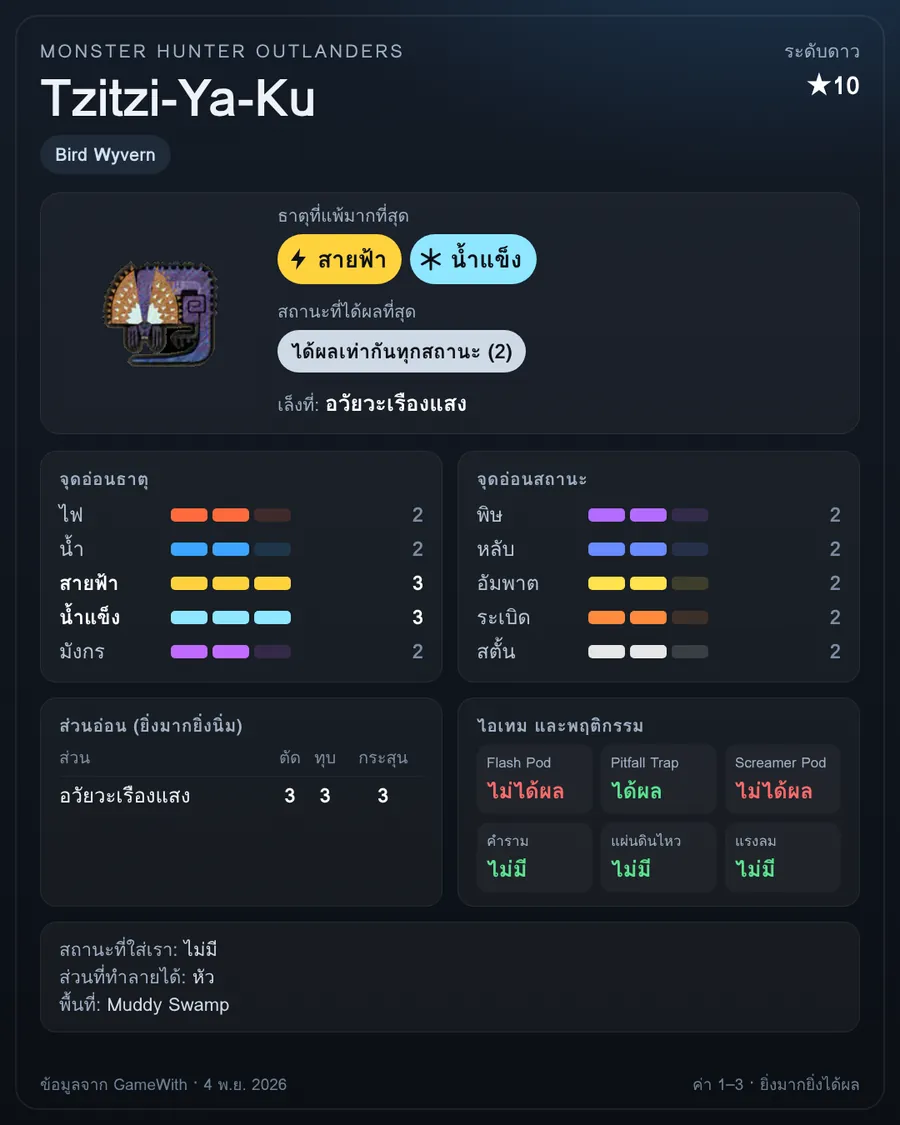 MONSTER HUNTER OUTLANDERS
ระดับดาว
Tzitzi-Ya-Ku
★10
Bird Wyvern
ธาตุที่แพ้มากที่สุด
สายฟ้า น้ำแข็ง
สถานะที่ได้ผลที่สุด
ได้ผลเท่ากันทุกสถานะ (2)
เล็งที่: อวัยวะเรืองแสง
จุดอ่อนธาตุ
ไฟ 2
น้ำ 2
สายฟ้า 3
น้ำแข็ง 3
มังกร 2
จุดอ่อนสถานะ
พิษ 2
หลับ 2
อัมพาต 2
ระเบิด 2
สตั้น 2
ส่วนอ่อน (ยิ่งมากยิ่งนิ่ม)
ส่วน ตัด ทุบ กระสุน
อวัยวะเรืองแสง 3 3 3
ไอเทม และพฤติกรรม
Flash Pod Pitfall Trap Screamer Pod
ไม่ได้ผล ได้ผล ไม่ได้ผล
คำราม แผ่นดินไหว แรงลม
ไม่มี ไม่มี ไม่มี
สถานะที่ใส่เรา: ไม่มี
ส่วนที่ทำลายได้: หัว
พื้นที่: Muddy Swamp
ข้อมูลจาก GameWith · 4 พ.ย. 2026
ค่า 1–3 · ยิ่งมากยิ่งได้ผล